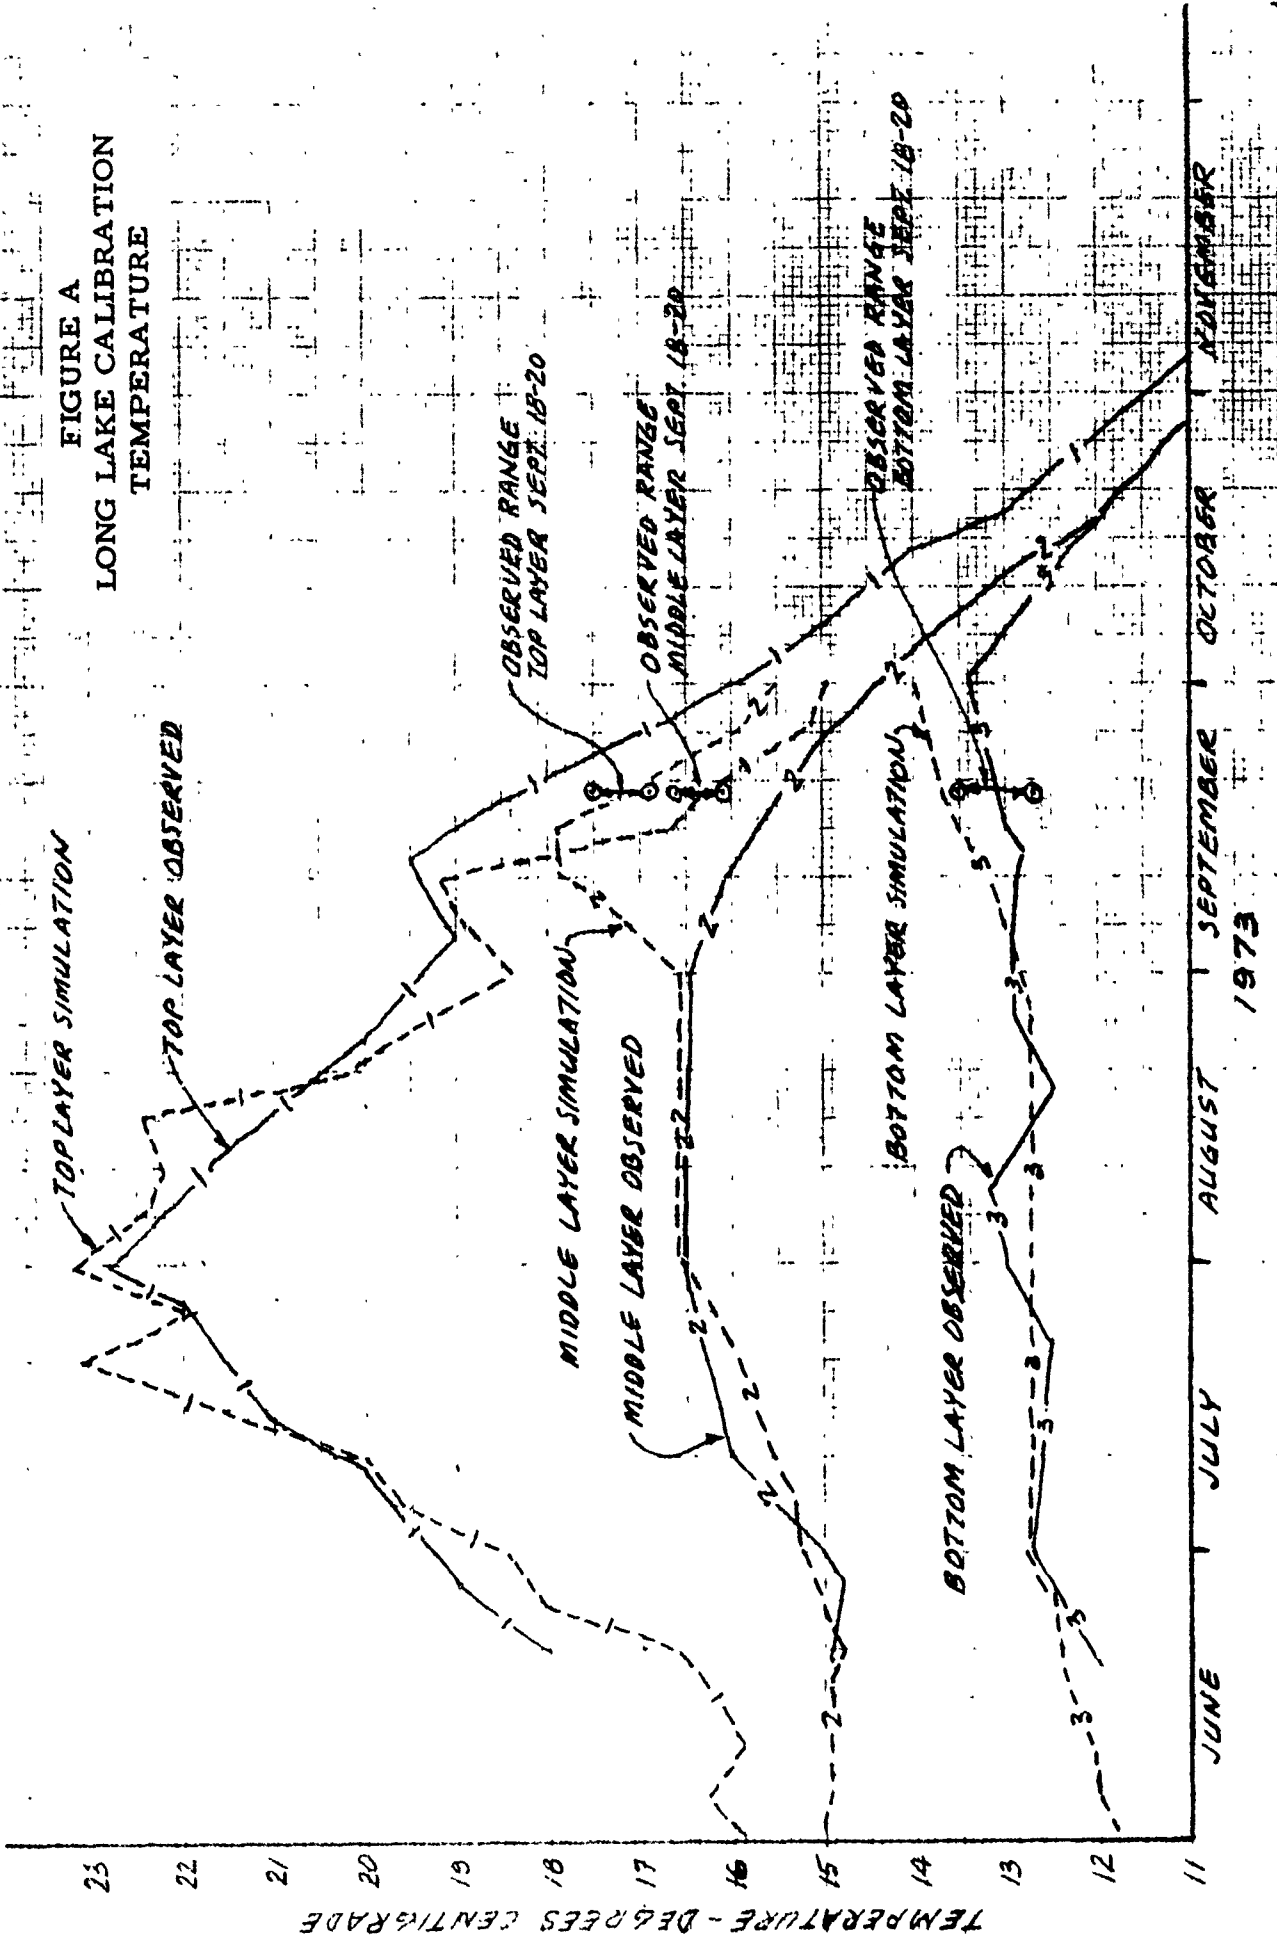 FIGURE A
LONG LAKE CALIBRATION
TEMPERATURE
TOP LAYER SIMULATION
TOP LAYER OBSERVED
OBSERVED RANGE
TOP LAYER SEPT. 18-20
OBSERVED RANGE
MIDDLE LAYER SEPT. 18-20
OBSERVED RANGE
BOTTOM LAYER SEPT 18-20
MIDDLE LAYER SIMULATION
MIDDLE LAYER OBSERVED
BOTTOM LAYER SIMULATION
BOTTOM LAYER OBSERVED
TEMPERATURE - DEGREES CENTIGRADE
23
22
21
20
19
18
17
16
15
14
13
12
11
JUNE JULY AUGUST SEPTEMBER OCTOBER NOVEMBER
1973